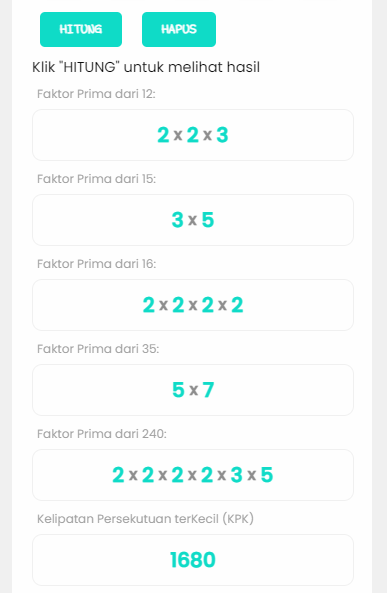 HITUNG HAPUS
Klik "HITUNG" untuk melihat hasil
Faktor Prima dari 12:
2 x 2 x 3
Faktor Prima dari 15:
3 x 5
Faktor Prima dari 16:
2 x 2 x 2 x 2
Faktor Prima dari 35:
5 x 7
Faktor Prima dari 240:
2 x 2 x 2 x 2 x 3 x 5
Kelipatan Persekutuan terKecil (KPK)
1680